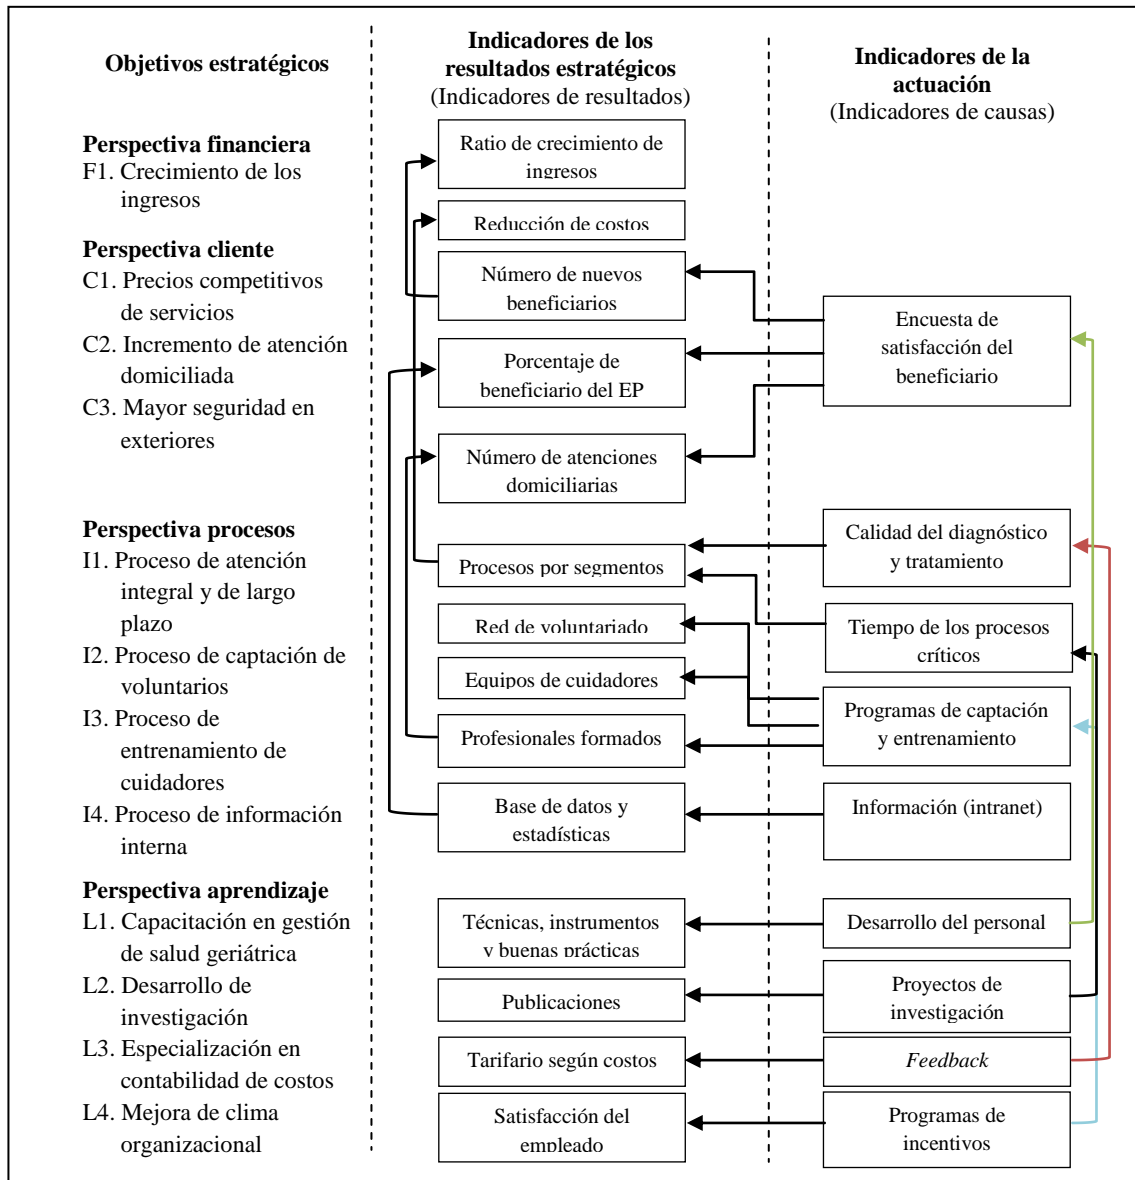 Objetivos estratégicos
Indicadores de los
resultados estratégicos
(Indicadores de resultados)
Indicadores de la
actuación
(Indicadores de causas)
Perspectiva financiera
F1. Crecimiento de los
ingresos
Perspectiva cliente
C1. Precios competitivos
de servicios
C2. Incremento de atención
domiciliada
C3. Mayor seguridad en
exteriores
Perspectiva procesos
I1. Proceso de atención
integral y de largo
plazo
I2. Proceso de captación de
voluntarios
I3. Proceso de
entrenamiento de
cuidadores
I4. Proceso de información
interna
Perspectiva aprendizaje
L1. Capacitación en gestión
de salud geriátrica
L2. Desarrollo de
investigación
L3. Especialización en
contabilidad de costos
L4. Mejora de clima
organizacional
Ratio de crecimiento de
ingresos
Reducción de costos
Número de nuevos
beneficiarios
Porcentaje de
beneficiario del EP
Número de atenciones
domiciliarias
Procesos por segmentos
Red de voluntariado
Equipos de cuidadores
Profesionales formados
Base de datos y
estadísticas
Técnicas, instrumentos
y buenas prácticas
Publicaciones
Tarifario según costos
Satisfacción del
empleado
Encuesta de
satisfacción del
beneficiario
Calidad del diagnóstico
y tratamiento
Tiempo de los procesos
críticos
Programas de captación
y entrenamiento
Información (intranet)
Desarrollo del personal
Proyectos de
investigación
Feedback
Programas de
incentivos